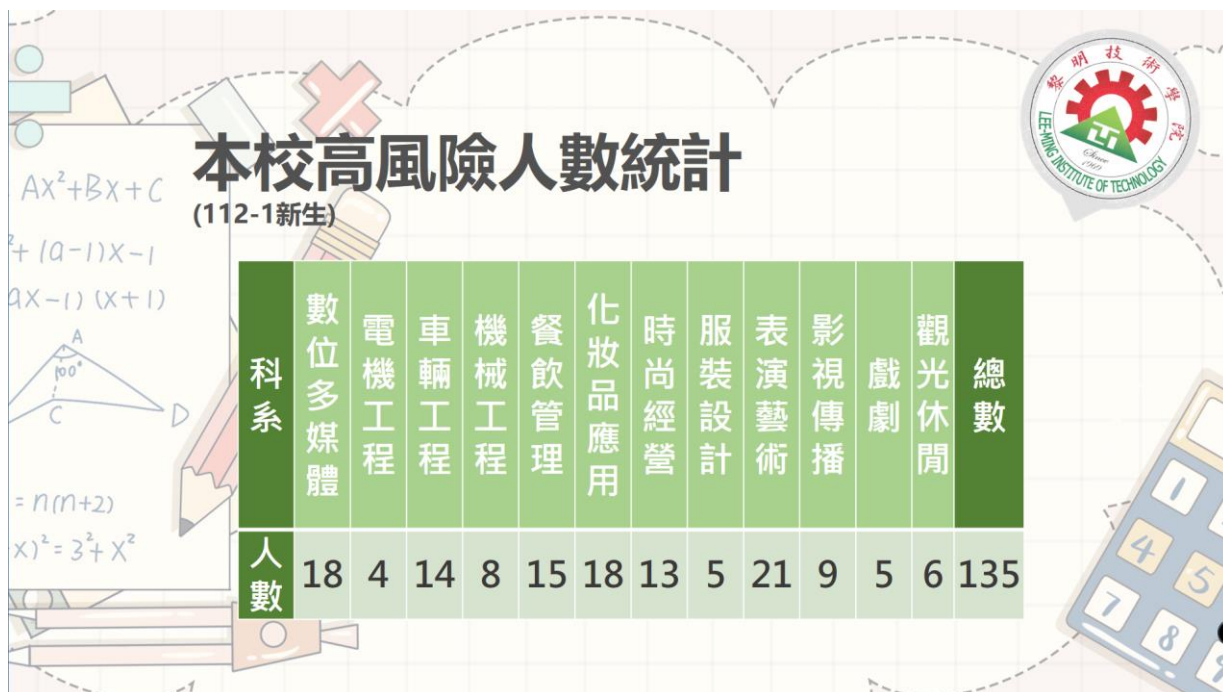 本校高風險人數統計
(112-1新生)
黎明技術學院
LEE-MING INSTITUTE OF TECHNOLOGY
Since 1969
AX²+BX+C
²+(a-1)X-1
ax-1) (x+1)
A
100°
C
D
= n(n+2)
x)²=3²+X²
科系 數位多媒體 電機工程 車輛工程 機械工程 餐飲管理 化妝品應用 時尚經營 服裝設計 表演藝術 影視傳播 戲劇 觀光休閒 總數
人數 18 4 14 8 15 18 13 5 21 9 5 6 135
1
4 5
7 8 9